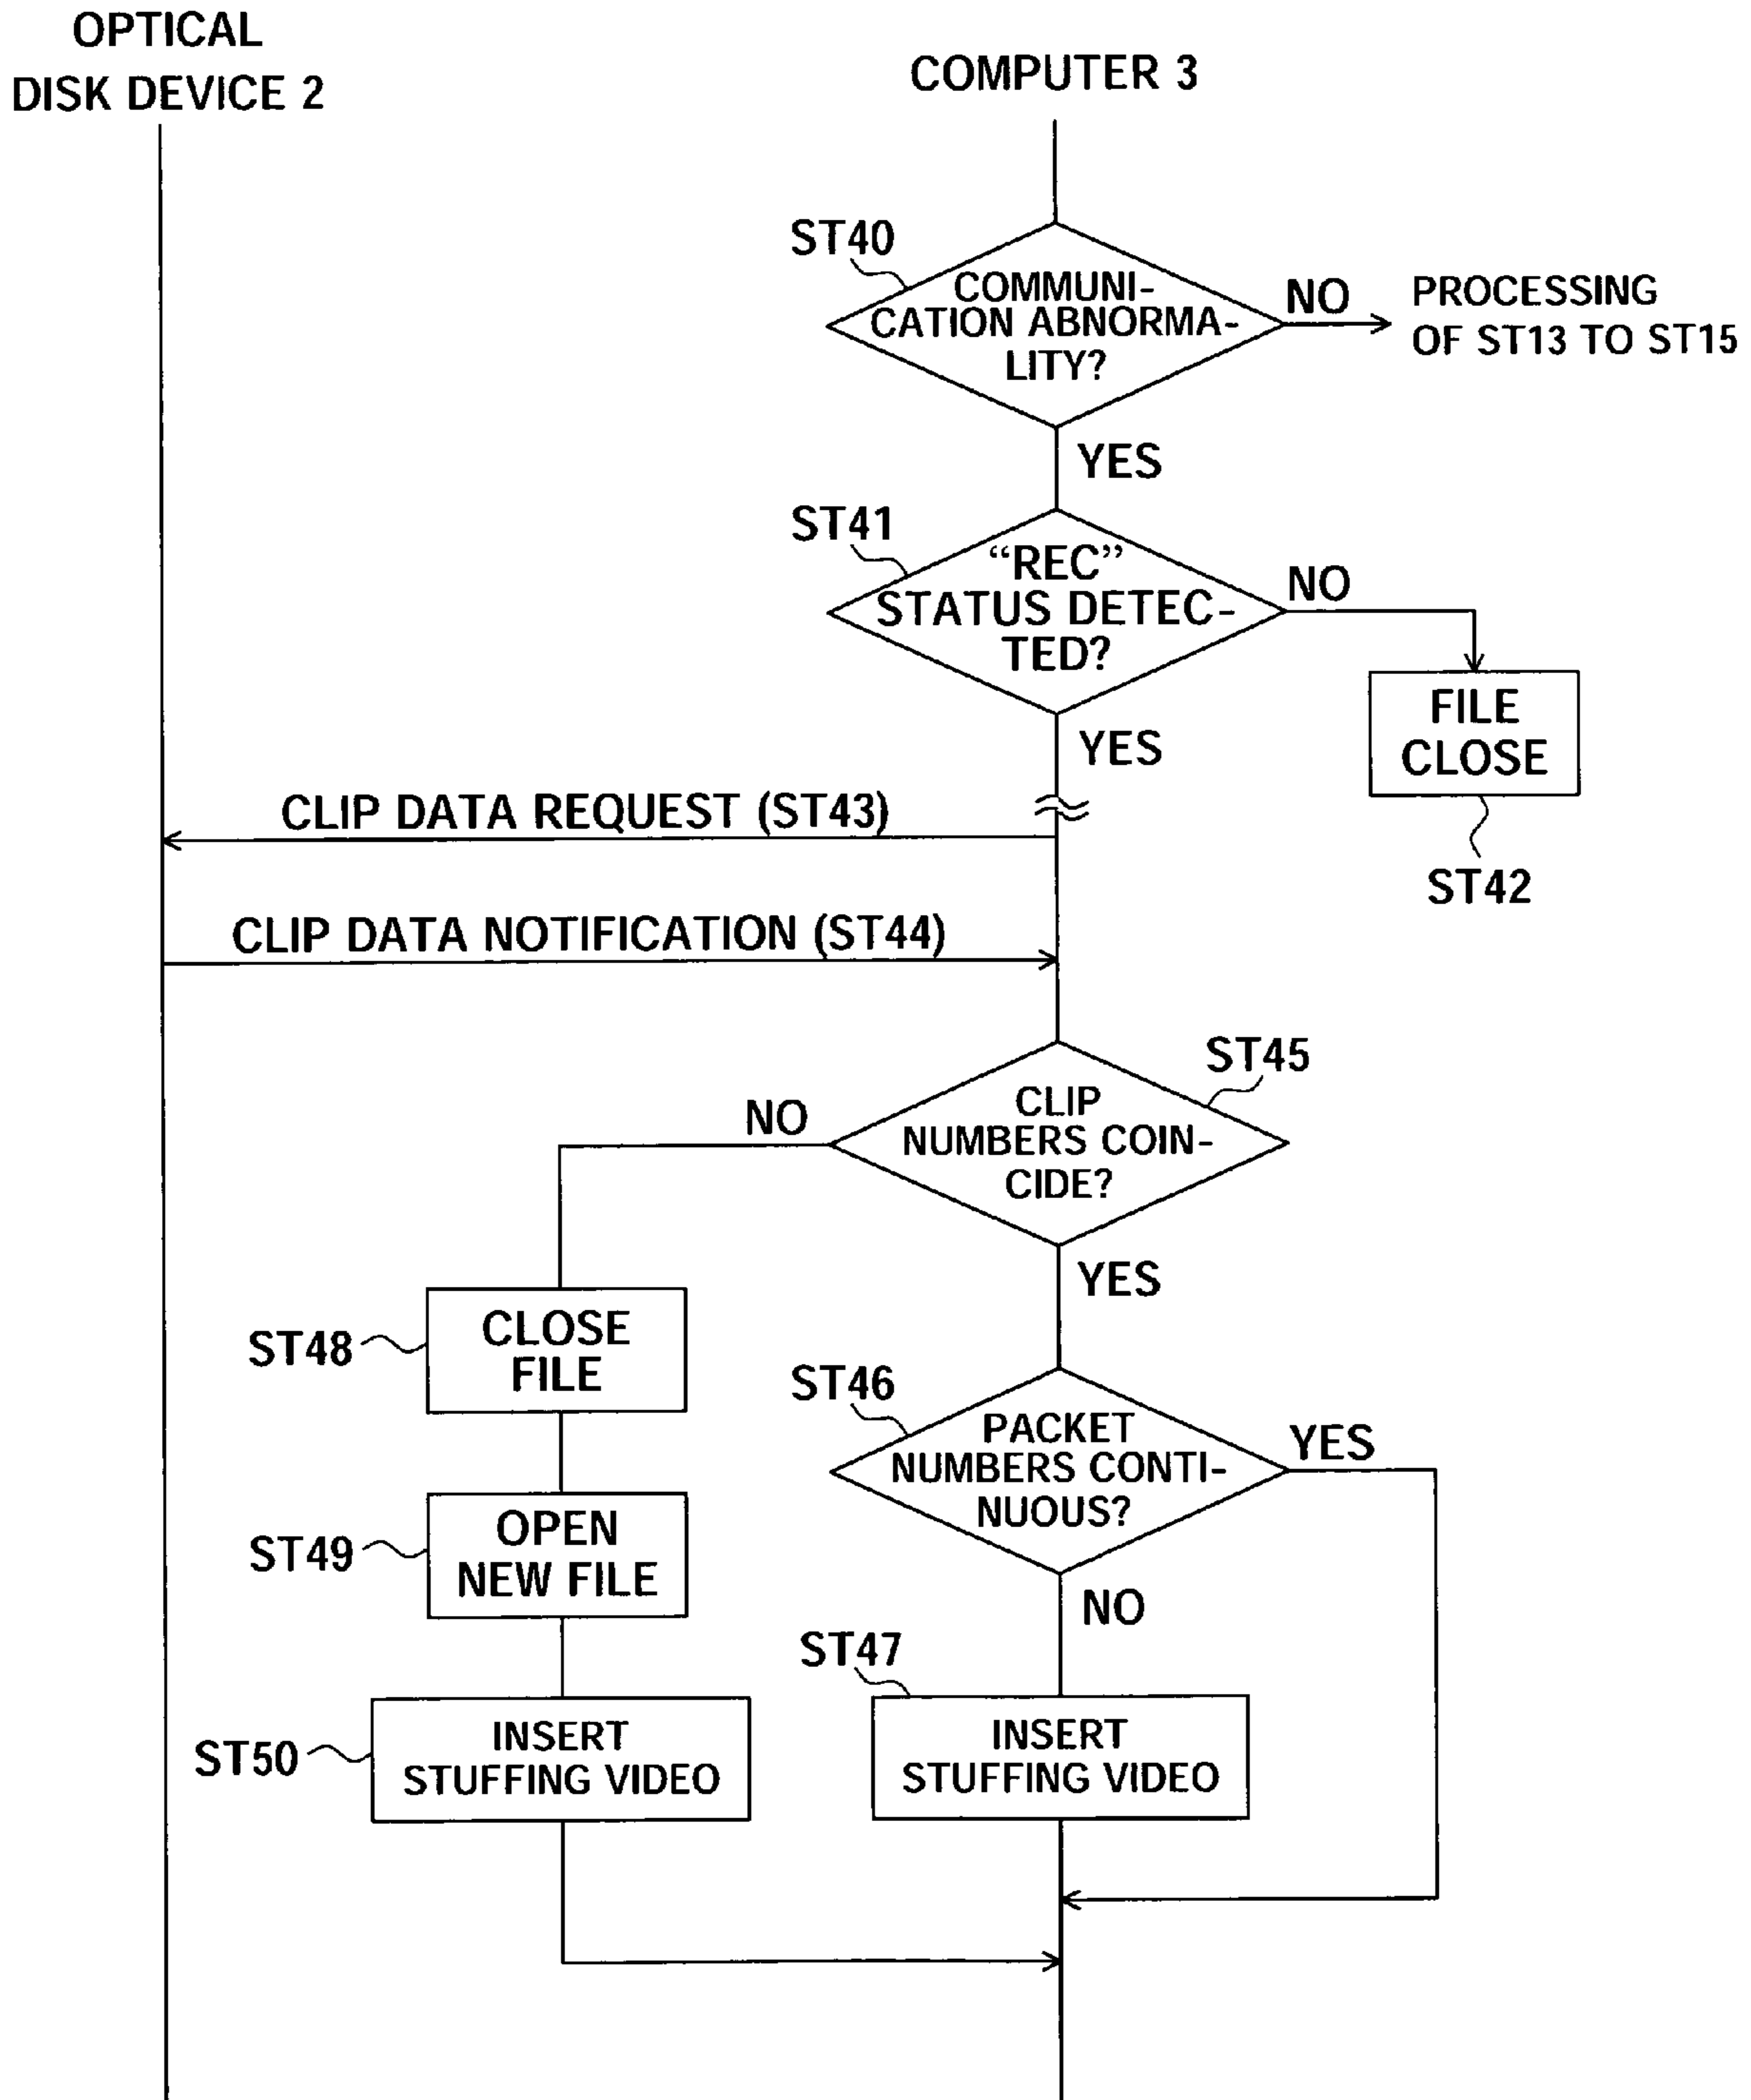 OPTICAL
DISK DEVICE 2
COMPUTER 3
ST40
COMMUNI-
CATION ABNORMA-
LITY?
NO
PROCESSING
OF ST13 TO ST15
YES
ST41
“REC”
STATUS DETEC-
TED?
NO
FILE
CLOSE
YES
ST42
CLIP DATA REQUEST (ST43)
CLIP DATA NOTIFICATION (ST44)
ST45
CLIP
NUMBERS COIN-
CIDE?
NO
YES
ST48
CLOSE
FILE
ST46
PACKET
NUMBERS CONTI-
NUOUS?
YES
ST49
OPEN
NEW FILE
NO
ST47
ST50
INSERT
STUFFING VIDEO
INSERT
STUFFING VIDEO